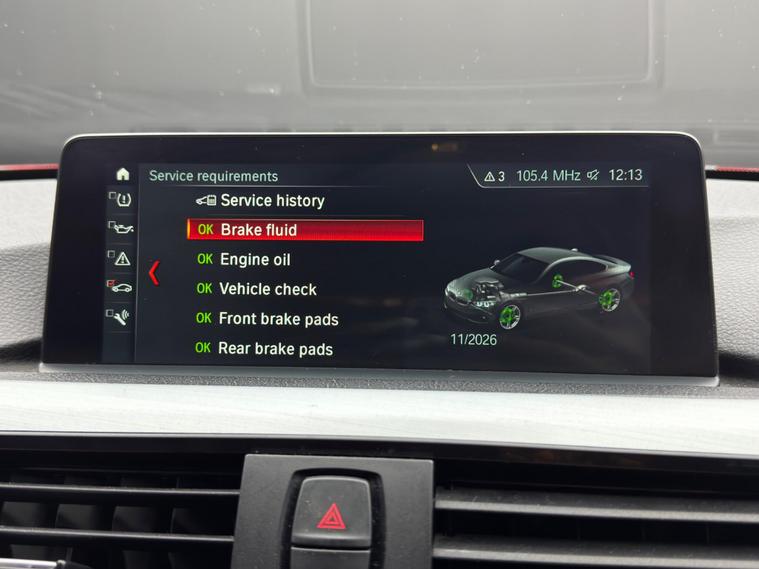 Service requirements 3 105.4 MHz 12:13
Service history
OK Brake fluid
OK Engine oil
OK Vehicle check
OK Front brake pads
OK Rear brake pads
11/2026